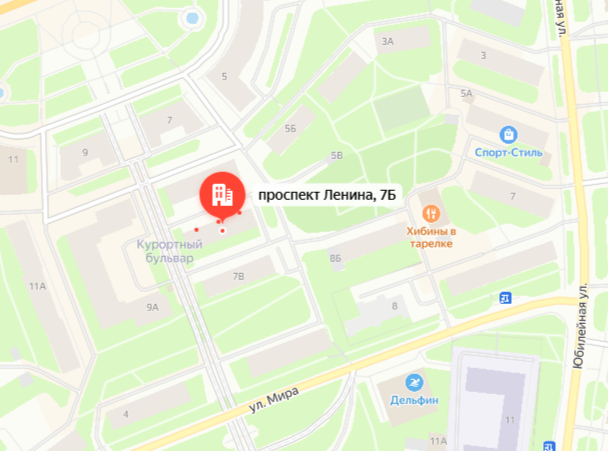 ная ул.
3А
3
5
5А
7
5Б
9
5В
Спорт-Стиль
11
проспект Ленина, 7Б
7
Хибины в
тарелке
Курортный
бульвар
8Б
7В
11А
9А
8
Юбилейная ул.
ул. Мира
Дельфин
4
11
11А